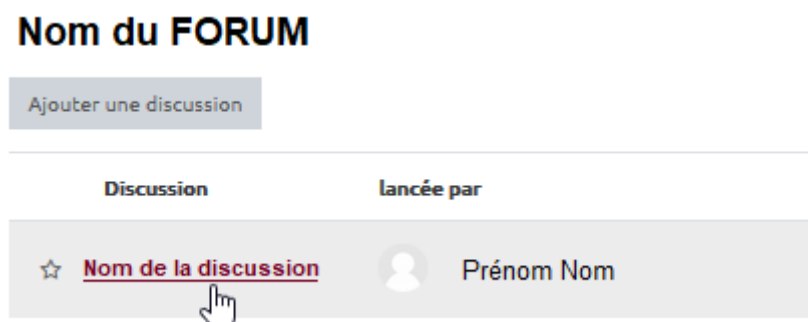 Nom du FORUM
Ajouter une discussion
Discussion lancée par
Nom de la discussion Prénom Nom